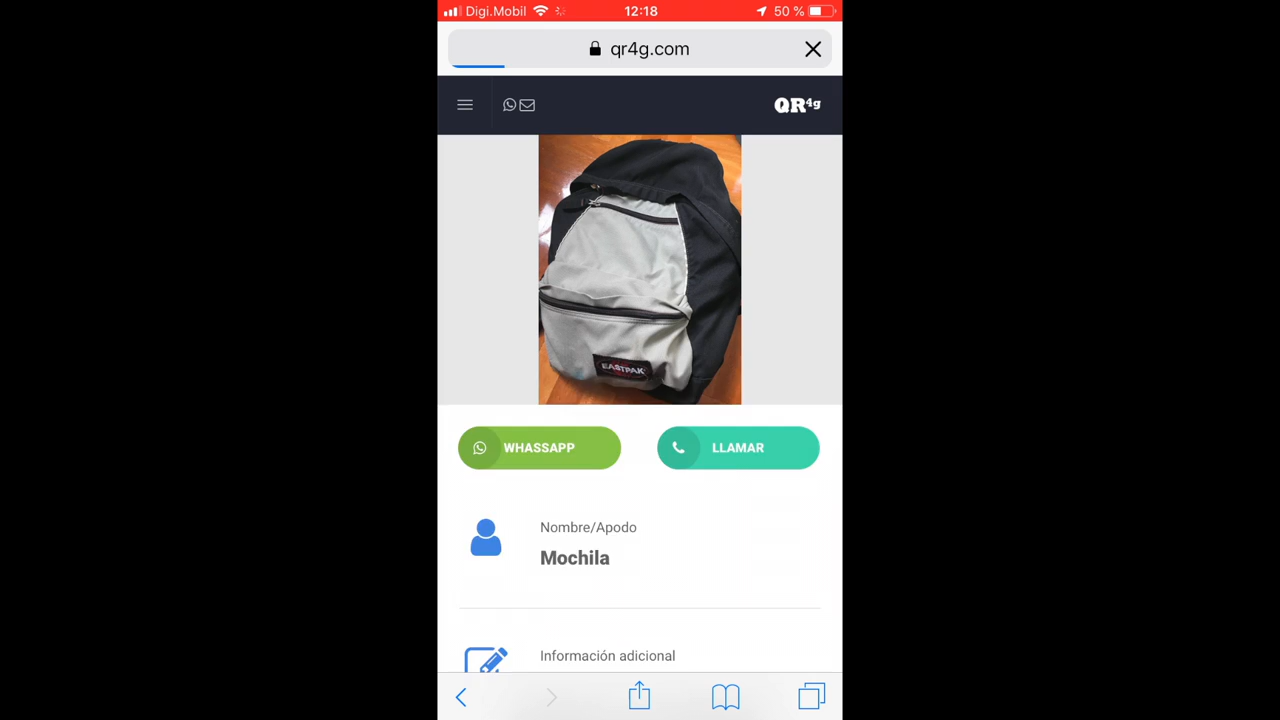 Digi.Mobil 12:18 50 %
qr4g.com
QR4g
EASTPAK
WHASSAPP LLAMAR
Nombre/Apodo
Mochila
Información adicional